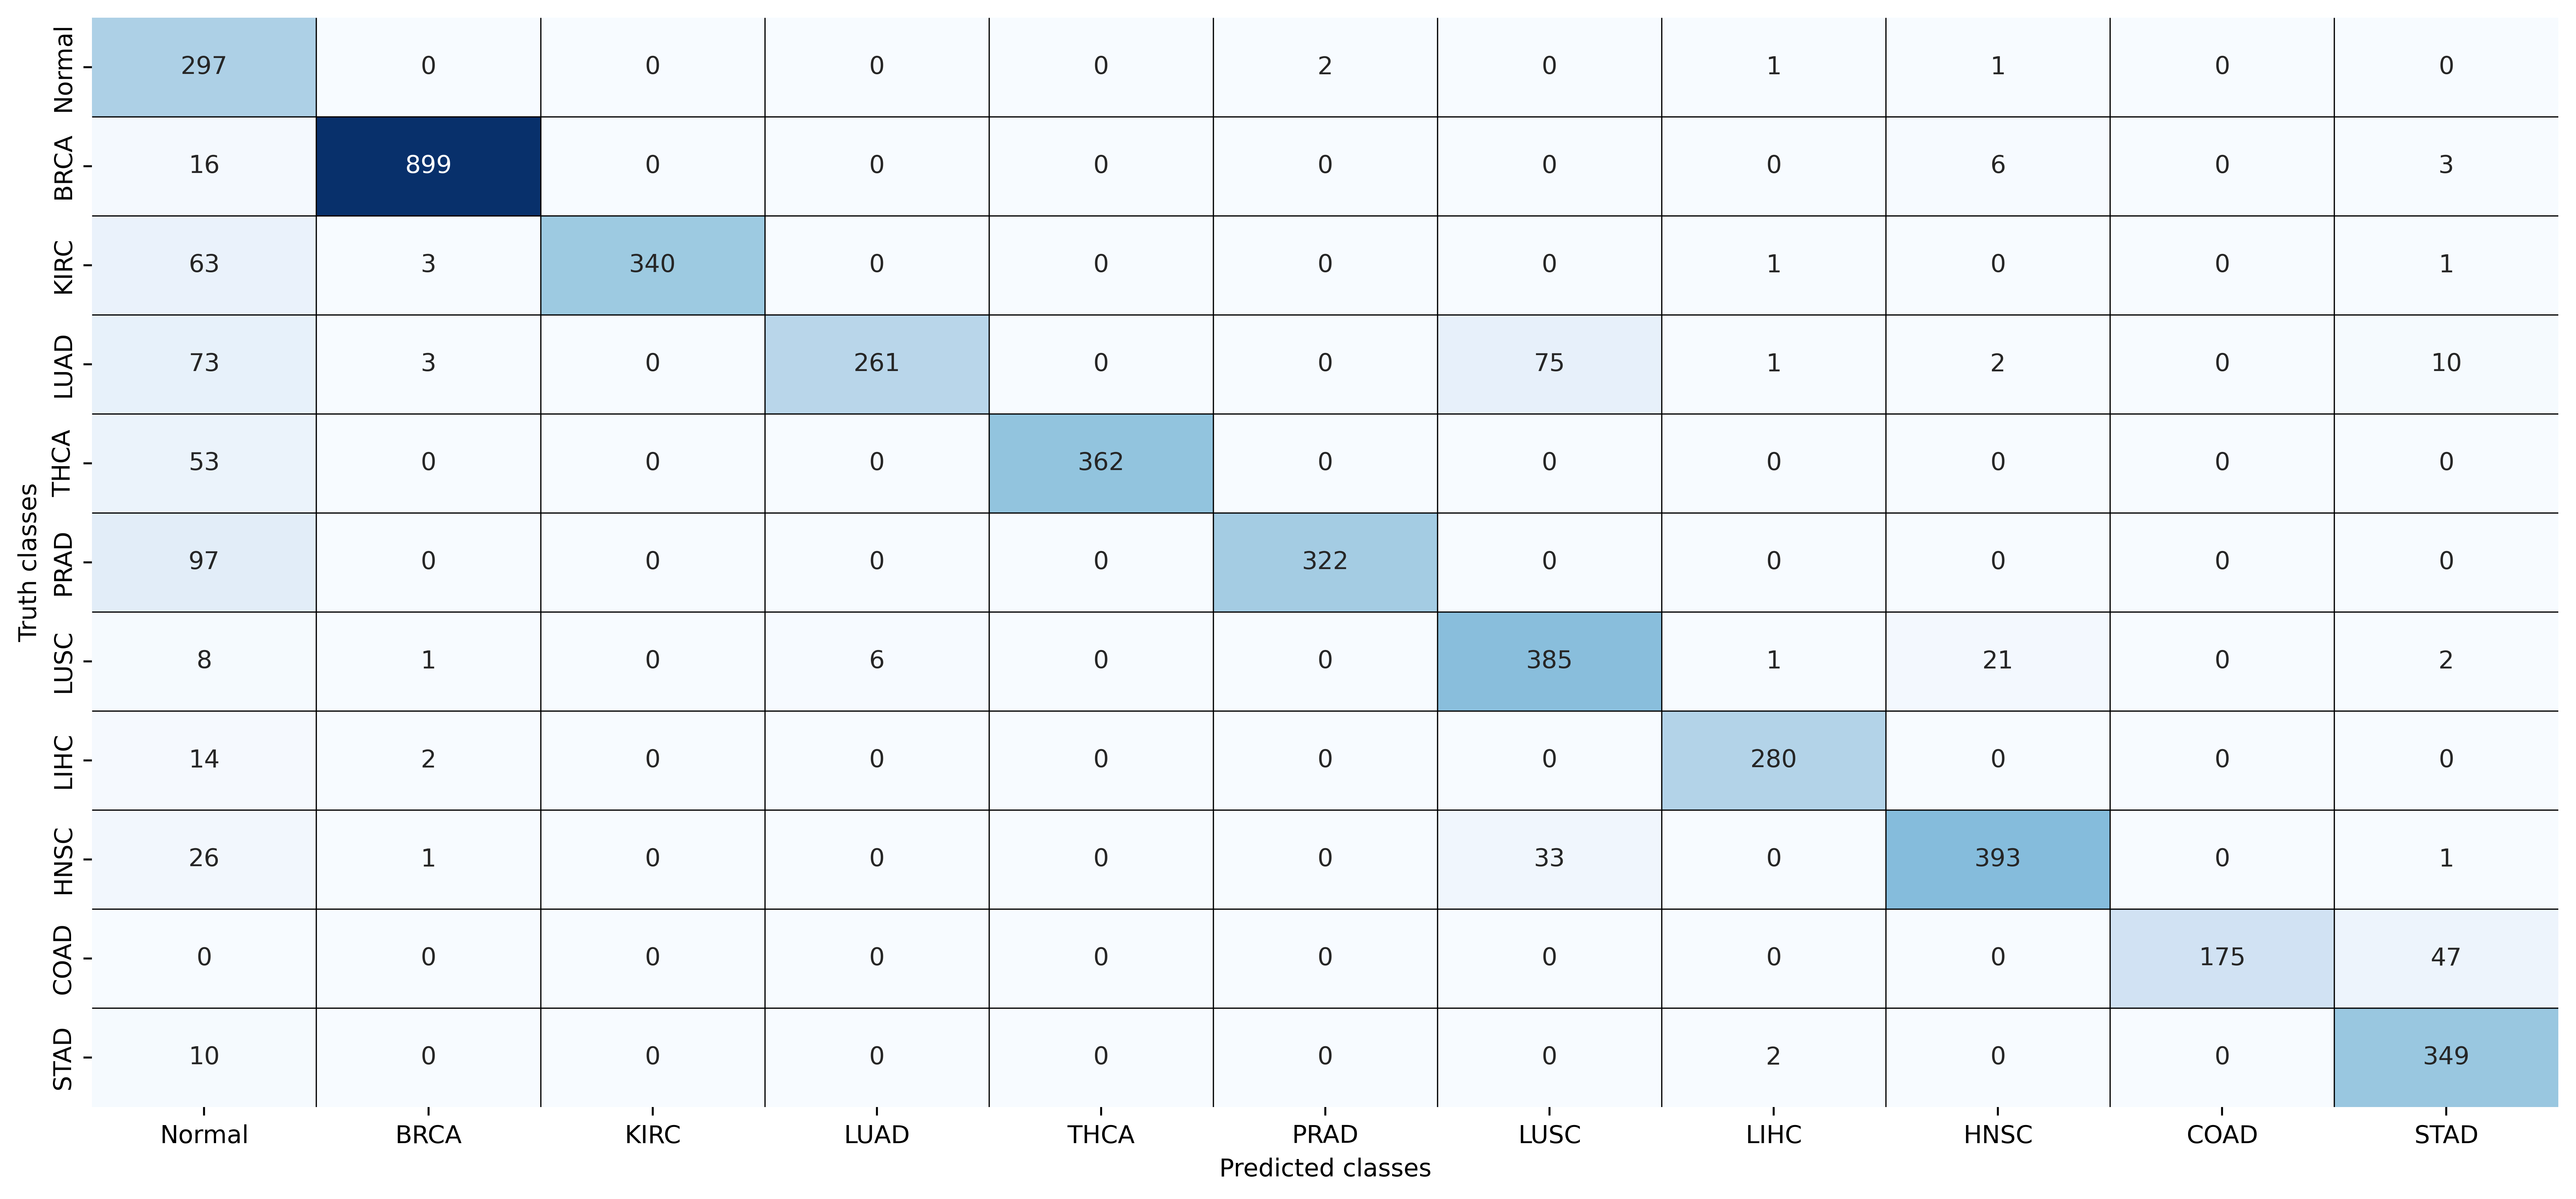 Truth classes
Normal 297 0 0 0 0 2 0 1 1 0 0
BRCA 16 899 0 0 0 0 0 0 6 0 3
KIRC 63 3 340 0 0 0 0 1 0 0 1
LUAD 73 3 0 261 0 0 75 1 2 0 10
THCA 53 0 0 0 362 0 0 0 0 0 0
PRAD 97 0 0 0 0 322 0 0 0 0 0
LUSC 8 1 0 6 0 0 385 1 21 0 2
LIHC 14 2 0 0 0 0 0 280 0 0 0
HNSC 26 1 0 0 0 0 33 0 393 0 1
COAD 0 0 0 0 0 0 0 0 0 175 47
STAD 10 0 0 0 0 0 0 2 0 0 349
Normal BRCA KIRC LUAD THCA PRAD LUSC LIHC HNSC COAD STAD
Predicted classes